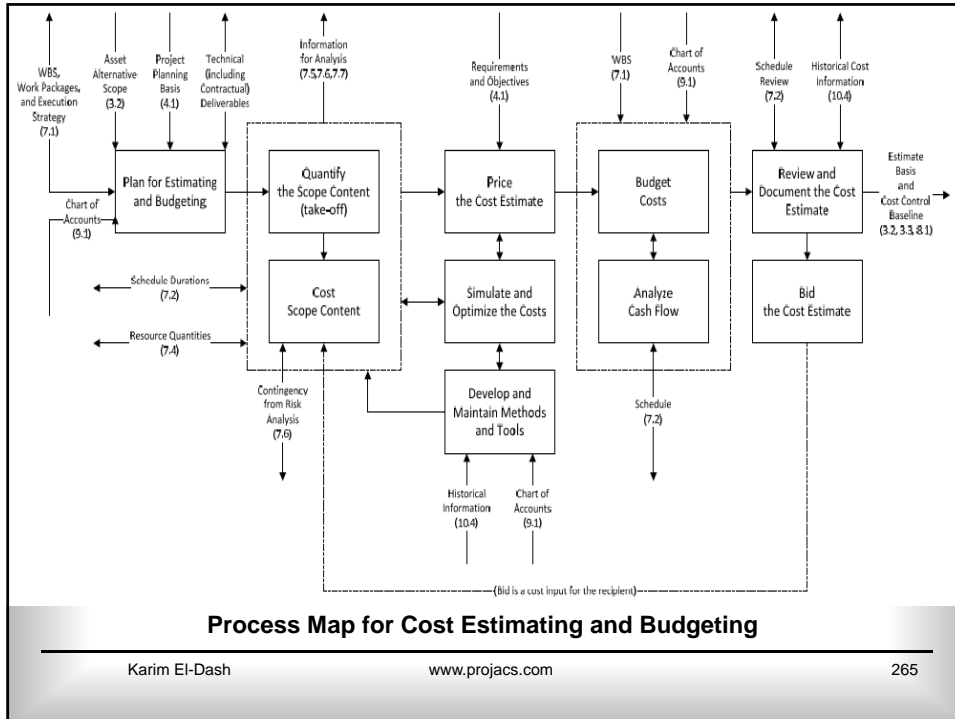 WBS,
Work Packages,
and Execution
Strategy
(7.1)
Asset
Alternative
Scope
(3.2)
Project
Planning
Basis
(4.1)
Technical
(including
Contractual)
Deliverables
Information
for Analysis
(7.5,7.6,7.7)
Requirements
and Objectives
(4.1)
WBS
(7.1)
Chart of
Accounts
(9.1)
Schedule
Review
(7.2)
Historical Cost
Information
(10.4)
Plan for Estimating
and Budgeting
Quantify
the Scope Content
(take-off)
Price
the Cost Estimate
Budget
Costs
Review and
Document the Cost
Estimate
Estimate
Basis
and
Cost Control
Baseline
(3.2, 3.3, 8.1)
Chart of
Accounts
(9.1)
Schedule Durations
(7.2)
Resource Quantities
(7.4)
Cost
Scope Content
Simulate and
Optimize the Costs
Analyze
Cash Flow
Bid
the Cost Estimate
Contingency
from Risk
Analysis
(7.6)
Develop and
Maintain Methods
and Tools
Schedule
(7.2)
Historical
Information
(10.4)
Chart of
Accounts
(9.1)
(Bid is a cost input for the recipient)
Process Map for Cost Estimating and Budgeting
Karim El-Dash www.projacs.com 265